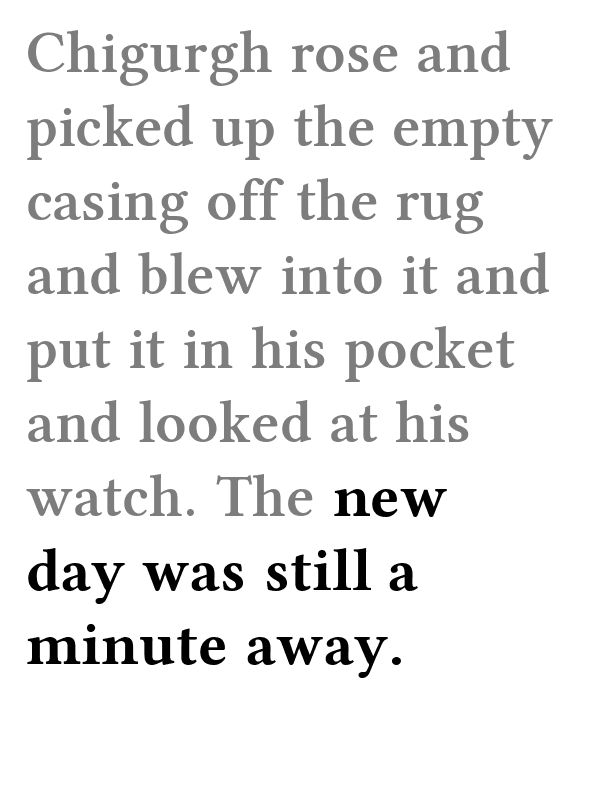 Chigurgh rose and
picked up the empty
casing off the rug
and blew into it and
put it in his pocket
and looked at his
watch. The new
day was still a
minute away.